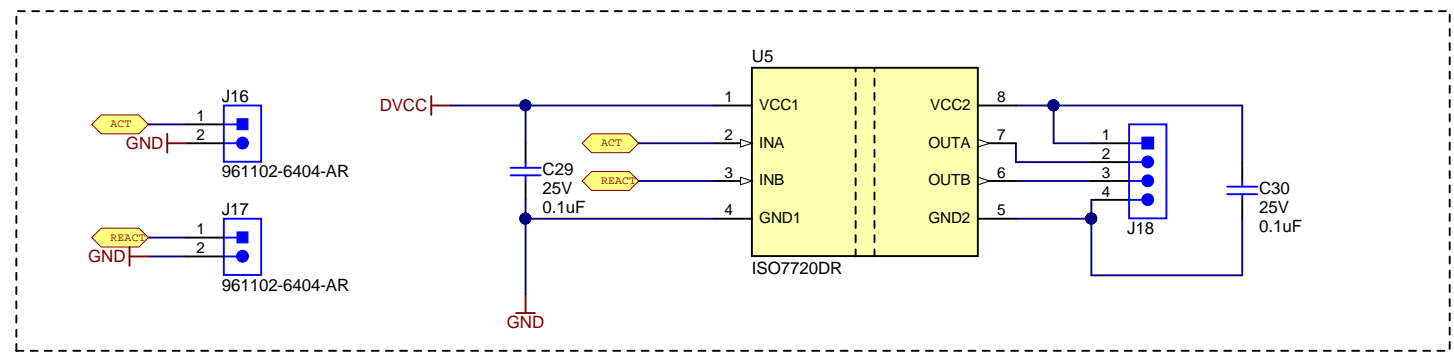 J16
ACT
1
GND
2
961102-6404-AR
J17
REACT
1
GND
2
961102-6404-AR
DVCC
C29
25V
0.1uF
GND
ACT
REACT
U5
1
VCC1
VCC2
8
2
INA
OUTA
7
3
INB
OUTB
6
4
GND1
GND2
5
ISO7720DR
1
2
3
4
J18
C30
25V
0.1uF